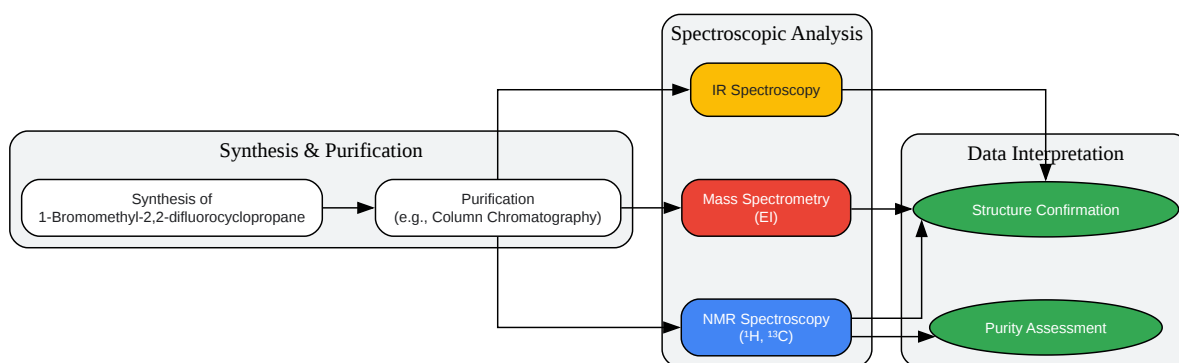 Spectroscopic Analysis
IR Spectroscopy
Synthesis & Purification
Data Interpretation
Synthesis of
1-Bromomethyl-2,2-difluorocyclopropane
Purification
(e.g., Column Chromatography)
Mass Spectrometry
(EI)
Structure Confirmation
NMR Spectroscopy
(¹H, ¹³C)
Purity Assessment